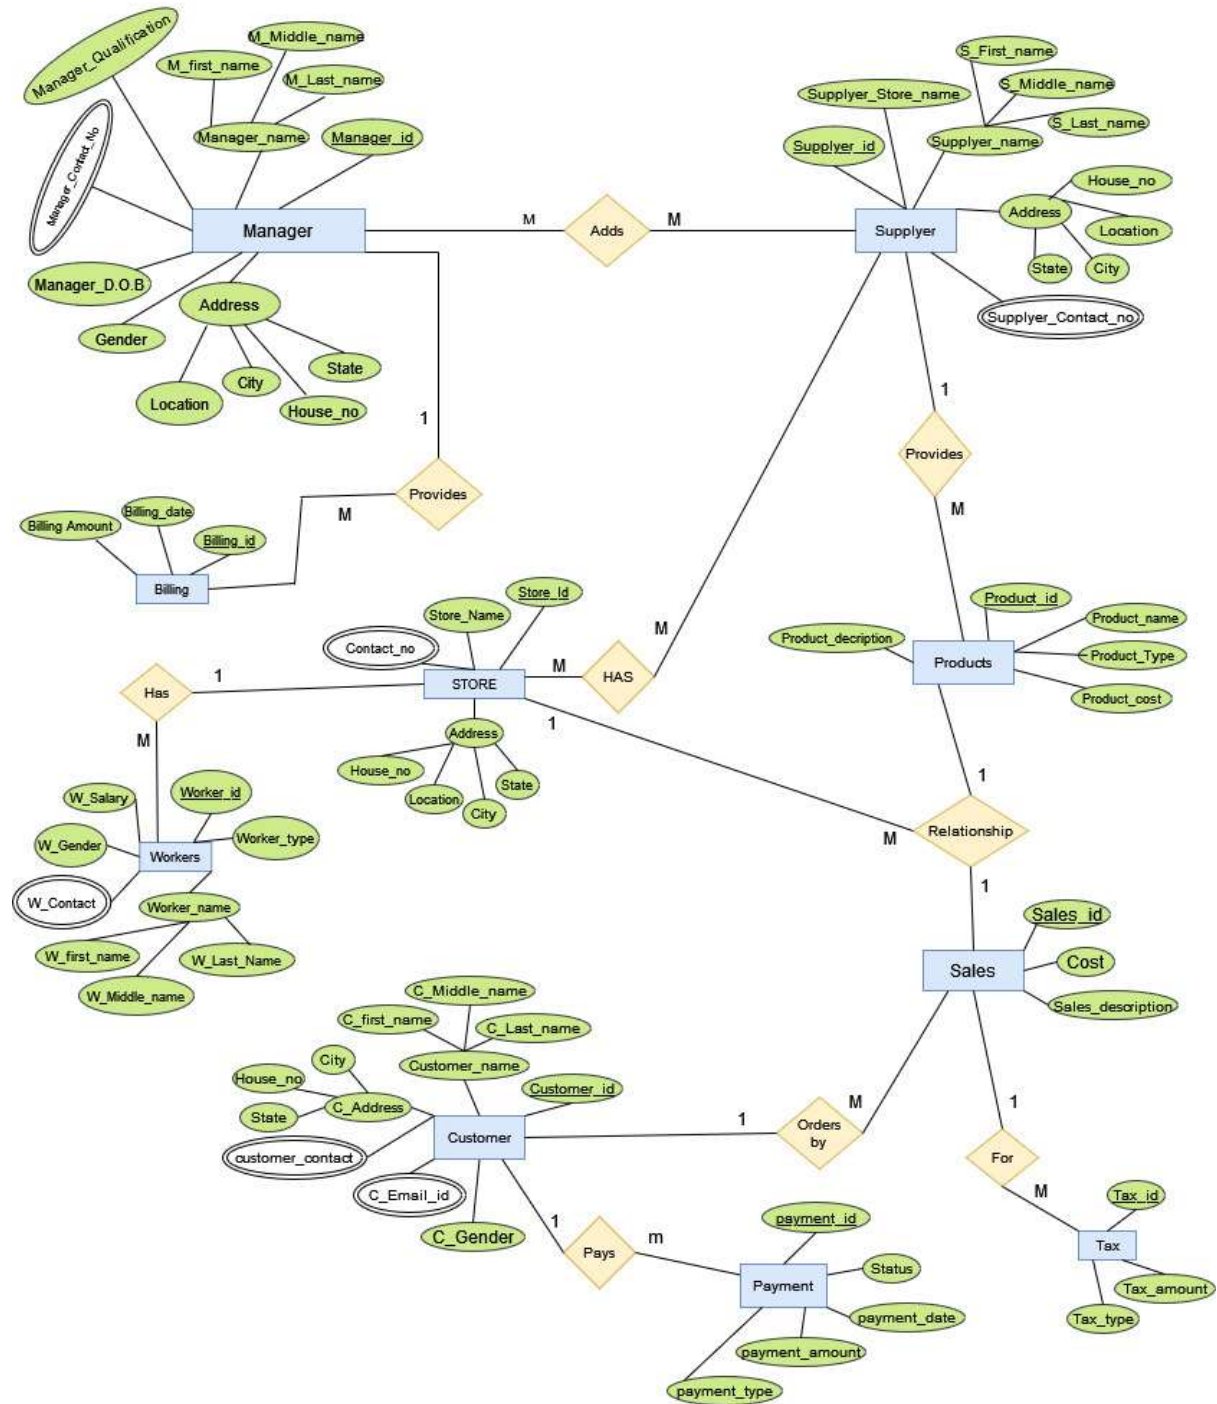 Manager_Qualification
M_Middle_name
M_first_name
M_Last_name
Manager_name
Manager_id
Manager_Contact_No
Manager
Manager_D.O.B
Gender
Address
Location
City
House_no
State
M
Adds
M
S_First_name
S_Middle_name
S_Last_name
Supplyer_Store_name
Supplyer_name
Supplyer_id
Supplyer
Address
House_no
Location
State
City
Supplyer_Contact_no
1
Provides
M
1
Provides
M
Billing Amount
Billing_date
Billing_id
Billing
Product_id
Product_name
Product_decription
Product_Type
Product_cost
Products
Store_Name
Store_Id
Contact_no
STORE
M
HAS
M
1
Has
M
1
Address
House_no
Location
City
State
1
Relationship
M
1
W_Salary
Worker_id
W_Gender
Worker_type
Workers
W_Contact
Worker_name
W_first_name
W_Last_Name
W_Middle_name
Sales_id
Sales
Cost
Sales_description
C_Middle_name
C_first_name
C_Last_name
City
Customer_name
House_no
Customer_id
State
C_Address
Customer
customer_contact
C_Email_id
C_Gender
1
Orders
by
M
1
For
M
Tax_id
Tax
Tax_amount
Tax_type
1
Pays
m
payment_id
Status
Payment
payment_date
payment_amount
payment_type